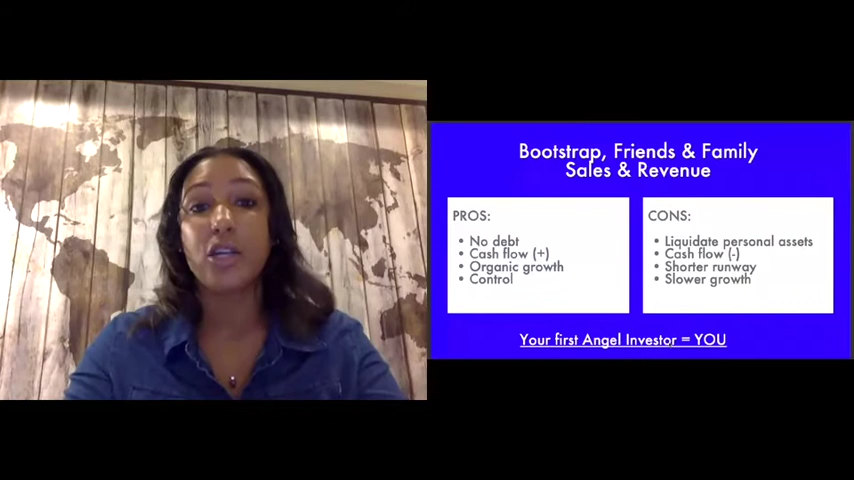 Bootstrap, Friends & Family
Sales & Revenue
PROS:
• No debt
• Cash flow (+)
• Organic growth
• Control
CONS:
• Liquidate personal assets
• Cash flow (-)
• Shorter runway
• Slower growth
Your first Angel Investor = YOU